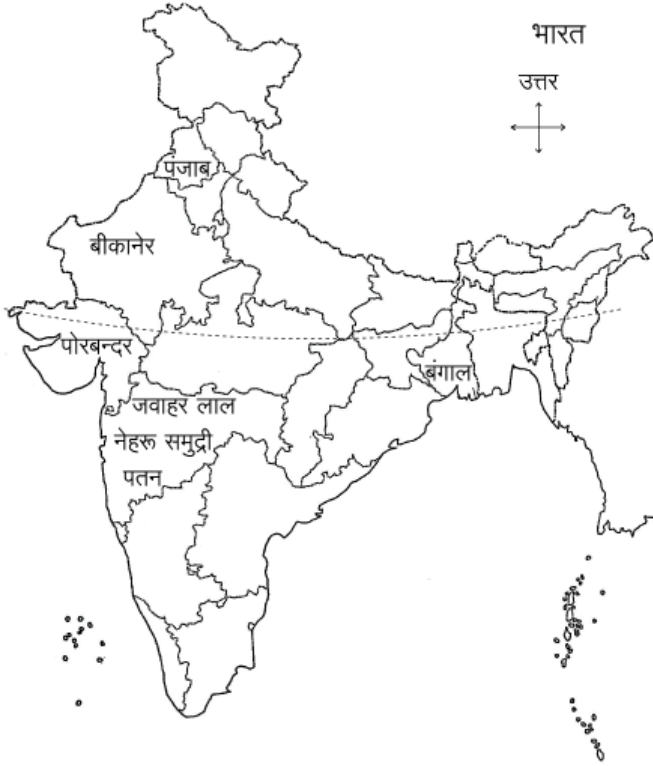 भारत
उत्तर
पंजाब
बीकानेर
पोरबन्दर
बंगाल
जवाहर लाल
नेहरू समुद्री
पतन